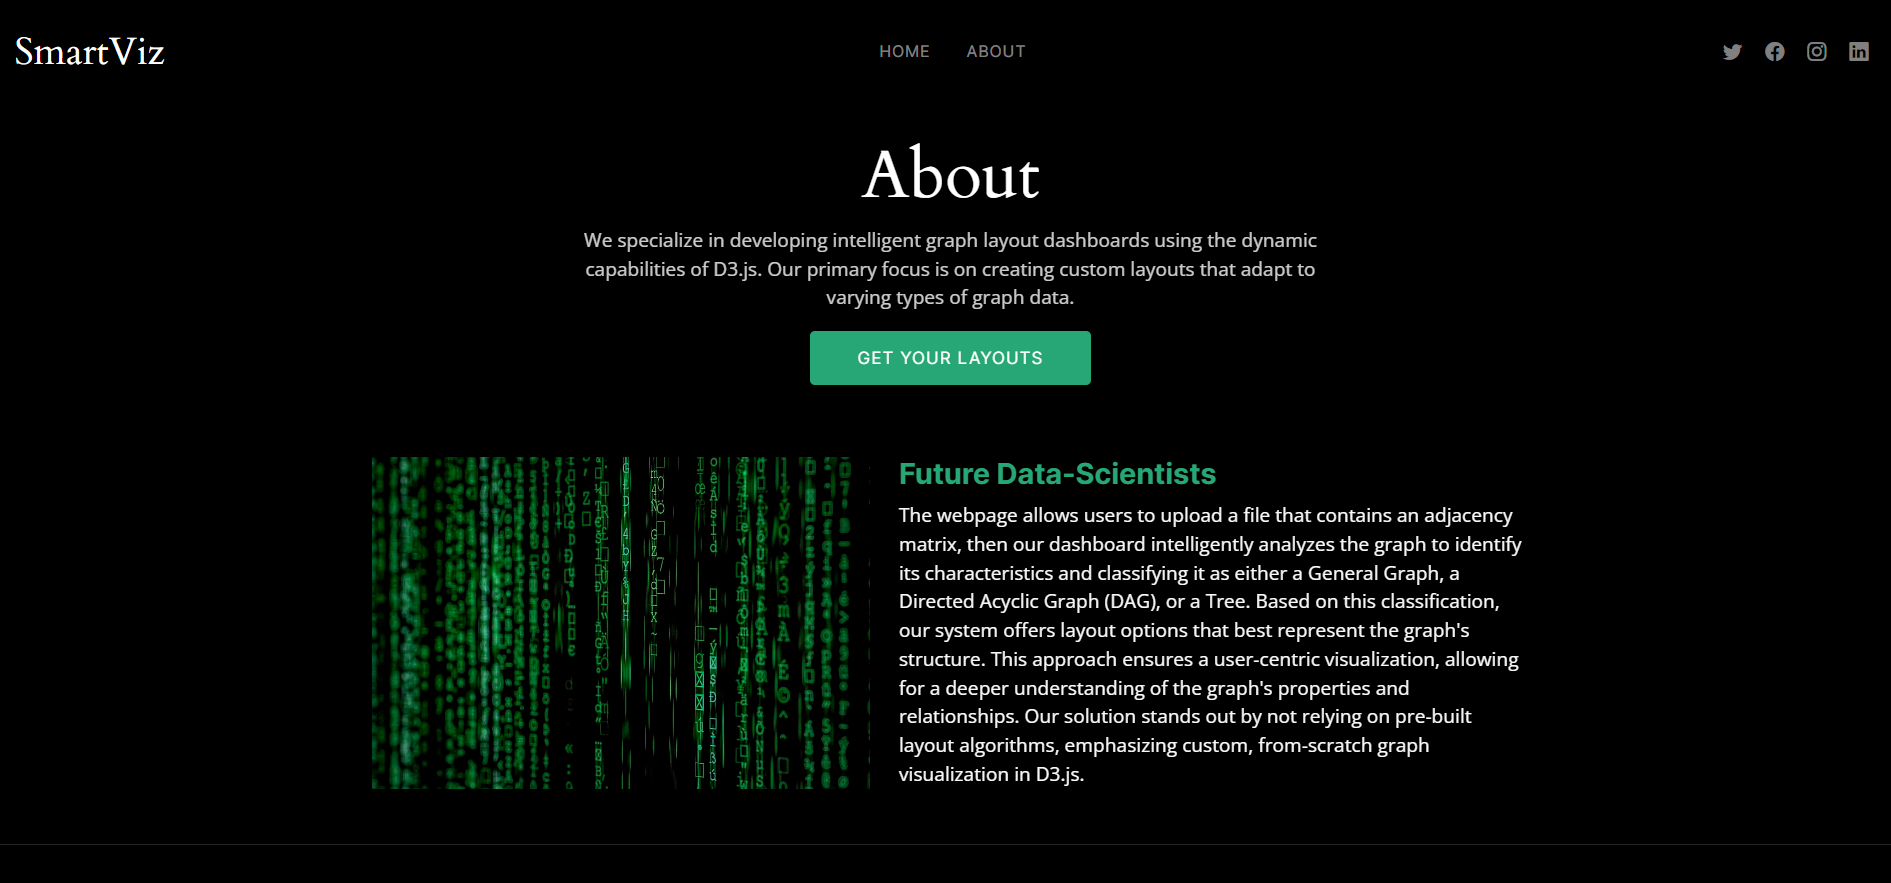 SmartViz
HOME
ABOUT
About
We specialize in developing intelligent graph layout dashboards using the dynamic
capabilities of D3.js. Our primary focus is on creating custom layouts that adapt to
varying types of graph data.
GET YOUR LAYOUTS
Future Data-Scientists
The webpage allows users to upload a file that contains an adjacency
matrix, then our dashboard intelligently analyzes the graph to identify
its characteristics and classifying it as either a General Graph, a
Directed Acyclic Graph (DAG), or a Tree. Based on this classification,
our system offers layout options that best represent the graph's
structure. This approach ensures a user-centric visualization, allowing
for a deeper understanding of the graph's properties and
relationships. Our solution stands out by not relying on pre-built
layout algorithms, emphasizing custom, from-scratch graph
visualization in D3.js.